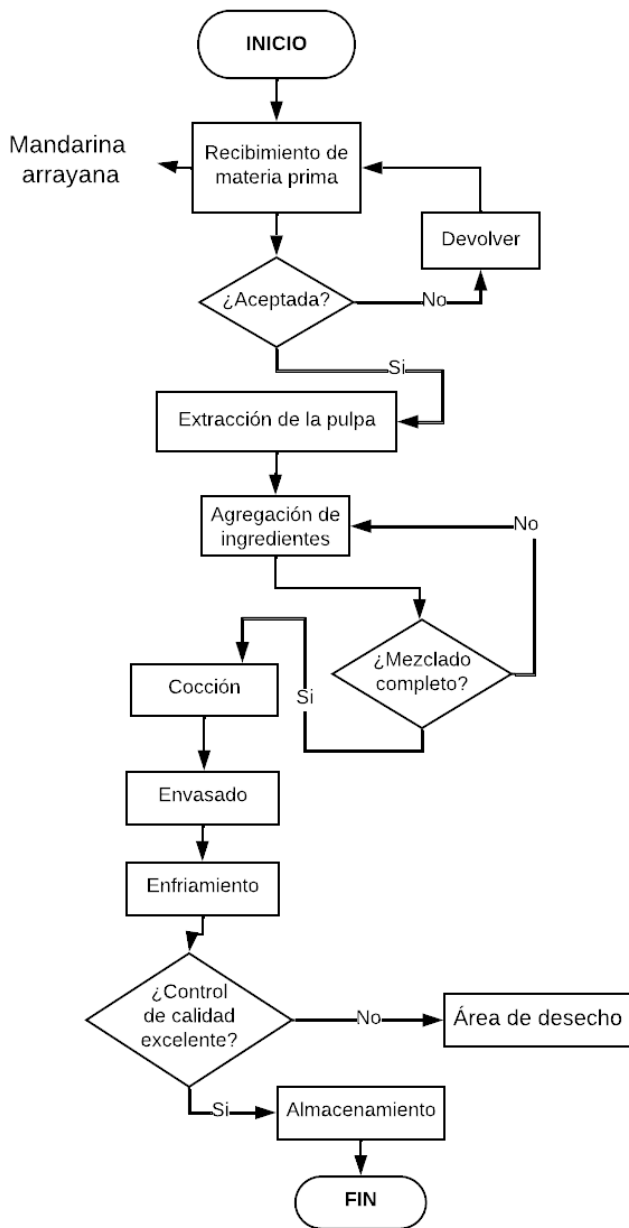 INICIO
Mandarina
arrayana
Recibimiento de
materia prima
Devolver
¿Aceptada?
No
Si
Extracción de la pulpa
Agregación de
ingredientes
No
¿Mezclado
completo?
Si
Cocción
Envasado
Enfriamiento
¿Control
de calidad
excelente?
No
Área de desecho
Si
Almacenamiento
FIN